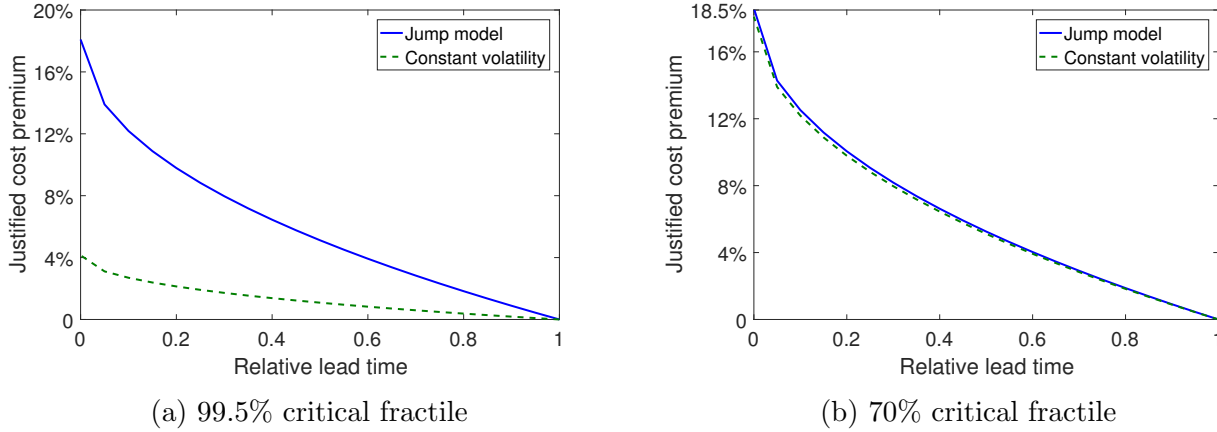 20%
16%
12%
8%
4%
0
0 0.2 0.4 0.6 0.8 1
Justified cost premium
Relative lead time
Jump model
Constant volatility
(a) 99.5% critical fractile
18.5%
16%
12%
8%
4%
0
0 0.2 0.4 0.6 0.8 1
Justified cost premium
Relative lead time
Jump model
Constant volatility
(b) 70% critical fractile